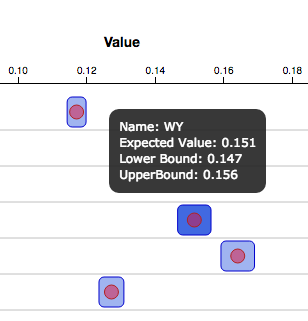 Value
0.10 0.12 0.14 0.16 0.18
Name: WY
Expected Value: 0.151
Lower Bound: 0.147
UpperBound: 0.156